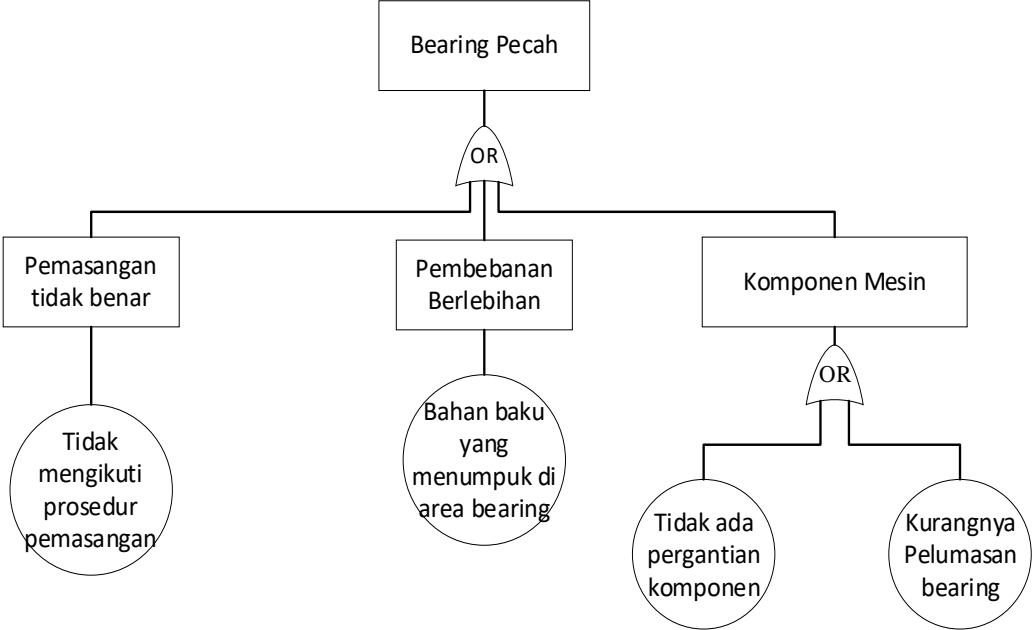 Bearing Pecah
OR
Pemasangan
tidak benar
Pembebanan
Berlebihan
Komponen Mesin
OR
Tidak
mengikuti
prosedur
pemasangan
Bahan baku
yang
menumpuk di
area bearing
Tidak ada
pergantian
komponen
Kurangnya
Pelumasan
bearing